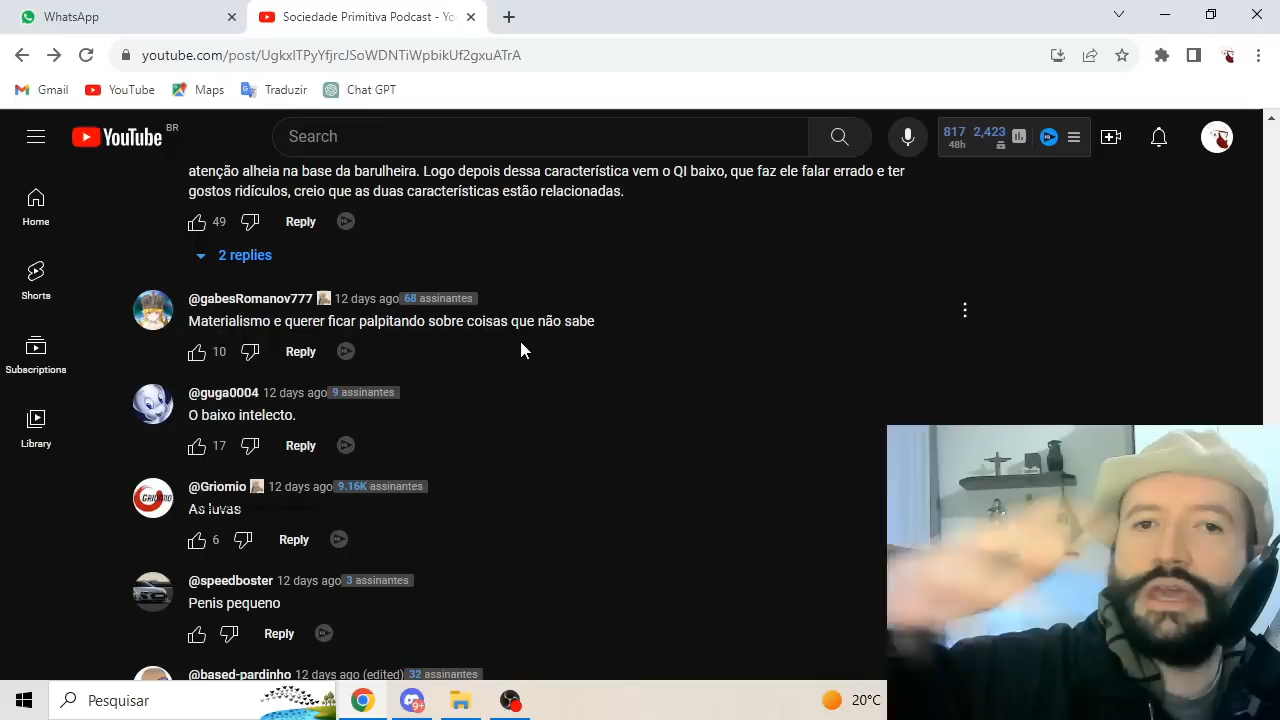 WhatsApp
Sociedade Primitiva Podcast - Yo
youtube.com/post/UgkxlTPyYfjrcJSoWDNTiWpbikUf2gxuATrA
Gmail YouTube Maps Traduzir Chat GPT
YouTube BR
Search
817 2,423
48h
atenção alheia na base da barulheira. Logo depois dessa característica vem o QI baixo, que faz ele falar errado e ter
gostos ridículos, creio que as duas características estão relacionadas.
Home
49 Reply
2 replies
Shorts
@gabesRomanov777 12 days ago 68 assinantes
Materialismo e querer ficar palpitando sobre coisas que não sabe
10 Reply
Subscriptions
@guga0004 12 days ago 9 assinantes
O baixo intelecto.
Library
17 Reply
@Griomio 12 days ago 9.16K assinantes
As luvas
6 Reply
@speedboster 12 days ago 3 assinantes
Penis pequeno
Reply
@based-pardinho 12 days ago (edited) 32 assinantes
Pesquisar
9+
20°C